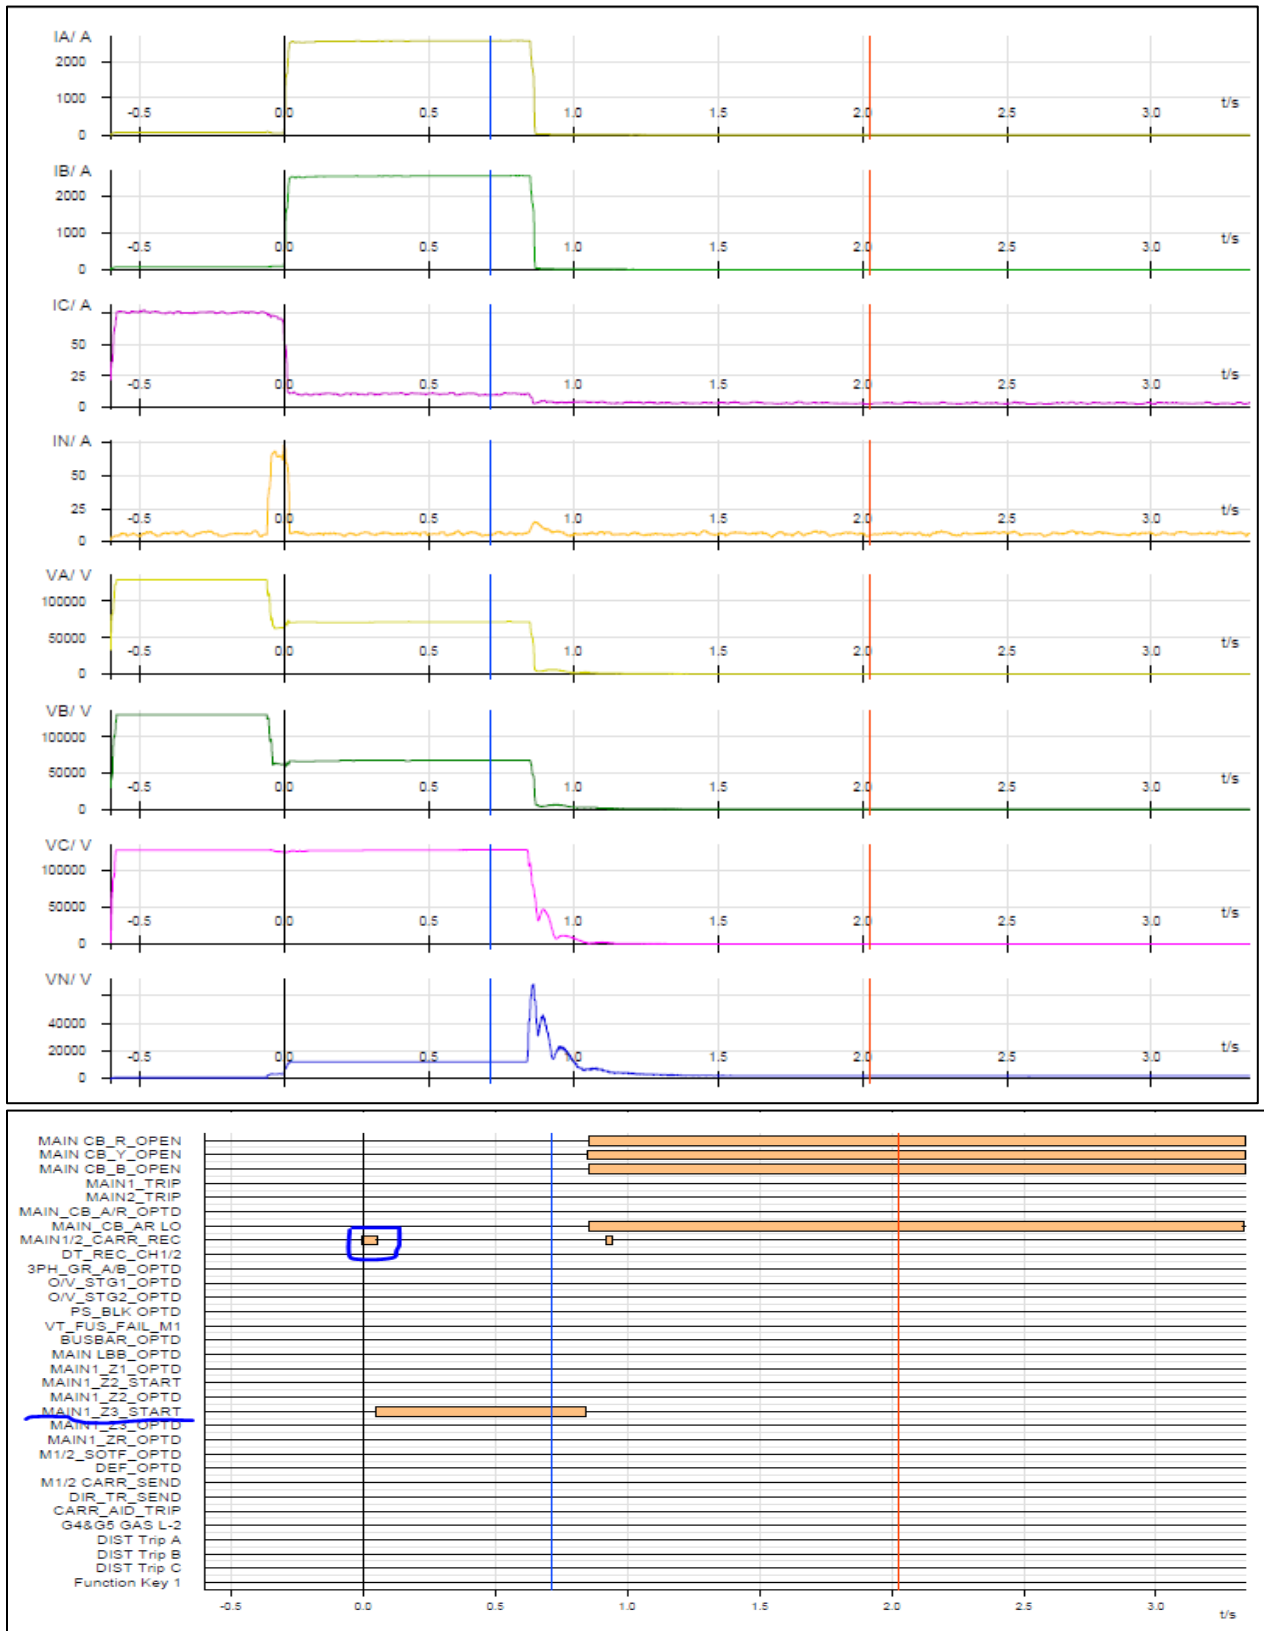 IA/ A
2000
1000
0
-0.5 0.0 0.5 1.0 1.5 2.0 2.5 3.0 t/s
IB/ A
2000
1000
0
-0.5 0.0 0.5 1.0 1.5 2.0 2.5 3.0 t/s
IC/ A
50
25
0
-0.5 0.0 0.5 1.0 1.5 2.0 2.5 3.0 t/s
IN/ A
50
25
0
-0.5 0.0 0.5 1.0 1.5 2.0 2.5 3.0 t/s
VA/ V
100000
50000
0
-0.5 0.0 0.5 1.0 1.5 2.0 2.5 3.0 t/s
VB/ V
100000
50000
0
-0.5 0.0 0.5 1.0 1.5 2.0 2.5 3.0 t/s
VC/ V
100000
50000
0
-0.5 0.0 0.5 1.0 1.5 2.0 2.5 3.0 t/s
VN/ V
40000
20000
0
-0.5 0.0 0.5 1.0 1.5 2.0 2.5 3.0 t/s
MAIN CB_R_OPEN
MAIN CB_Y_OPEN
MAIN CB_B_OPEN
MAIN1_TRIP
MAIN2_TRIP
MAIN_CB_A/R_OPTD
MAIN_CB_AR LO
MAIN1/2_CARR_REC
DT_REC_CH1/2
3PH_GR_A/B_OPTD
O/V_STG1_OPTD
O/V_STG2_OPTD
PS_BLK OPTD
VT_FUS_FAIL_M1
BUSBAR_OPTD
MAIN LBB_OPTD
MAIN1_Z1_OPTD
MAIN1_Z2_START
MAIN1_Z2_OPTD
MAIN1_Z3_START
MAIN1_Z3_OPTD
MAIN1_ZR_OPTD
M1/2_SOTF_OPTD
DEF_OPTD
M1/2 CARR_SEND
DIR_TR_SEND
CARR_AID_TRIP
G4&G5 GAS L-2
DIST Trip A
DIST Trip B
DIST Trip C
Function Key 1
-0.5 0.0 0.5 1.0 1.5 2.0 2.5 3.0 t/s